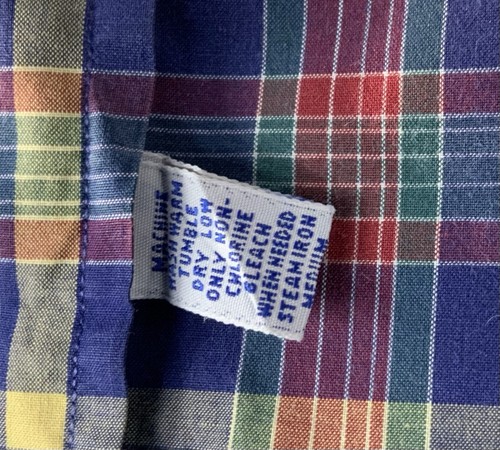 MACHINE
WASH WARM
TUMBLE
DRY LOW
ONLY NON-
CHLORINE
BLEACH
WHEN NEEDED
STEAM IRON
MEDIUM